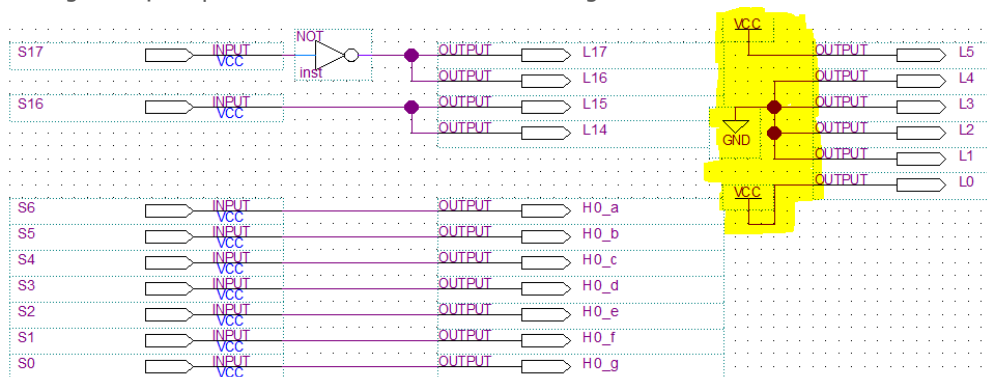 VCC
NOT
S17 INPUT VCC inst OUTPUT L17 OUTPUT L5
OUTPUT L16 OUTPUT L4
S16 INPUT VCC OUTPUT L15 OUTPUT L3
OUTPUT L14 GND OUTPUT L2
OUTPUT L1
VCC OUTPUT L0
S6 INPUT VCC OUTPUT H0_a
S5 INPUT VCC OUTPUT H0_b
S4 INPUT VCC OUTPUT H0_c
S3 INPUT VCC OUTPUT H0_d
S2 INPUT VCC OUTPUT H0_e
S1 INPUT VCC OUTPUT H0_f
S0 INPUT VCC OUTPUT H0_g